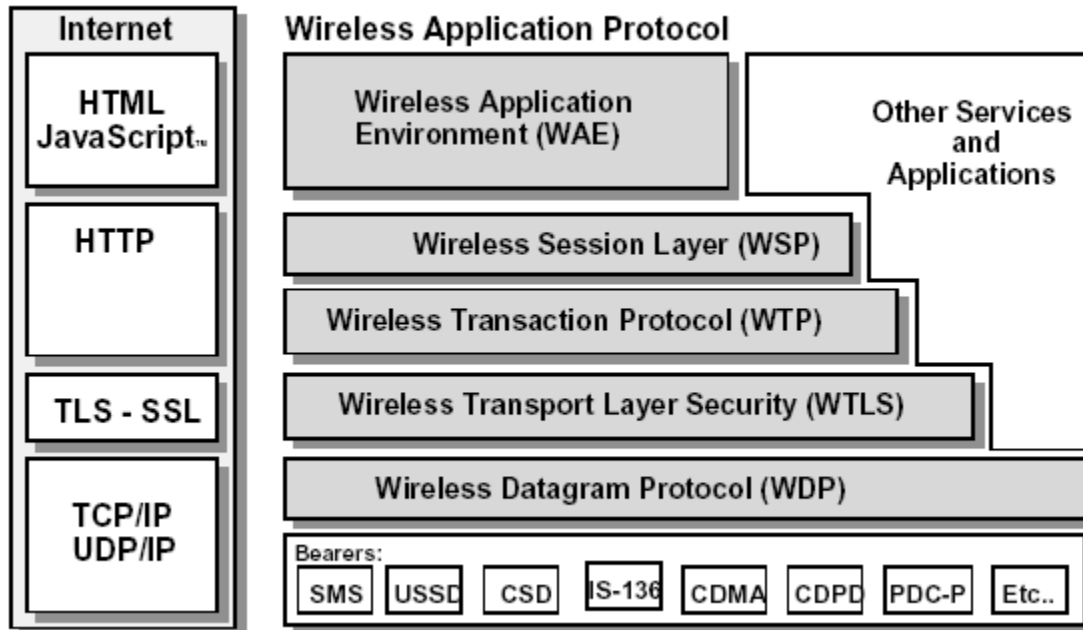 Internet
HTML
JavaScript™
HTTP
TLS - SSL
TCP/IP
UDP/IP
Wireless Application Protocol
Wireless Application
Environment (WAE)
Other Services
and
Applications
Wireless Session Layer (WSP)
Wireless Transaction Protocol (WTP)
Wireless Transport Layer Security (WTLS)
Wireless Datagram Protocol (WDP)
Bearers:
SMS USSD CSD IS-136 CDMA CDPD PDC-P Etc..